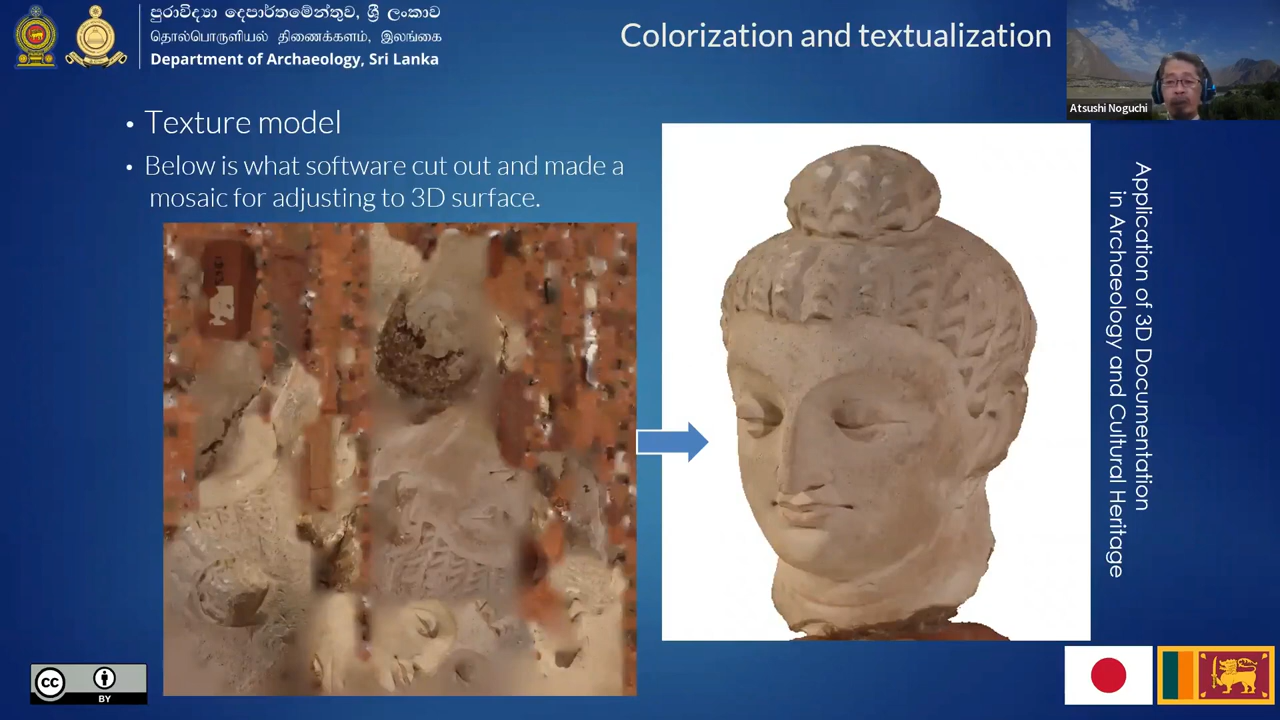 පුරාවිද්‍යා දෙපාර්තමේන්තුව, ශ්‍රී ලංකාව
தொல்பொருளியல் திணைக்களம், இலங்கை
Department of Archaeology, Sri Lanka
Colorization and textualization
Atsushi Noguchi
• Texture model
• Below is what software cut out and made a
mosaic for adjusting to 3D surface.
Application of 3D Documentation
in Archaeology and Cultural Heritage
CC
BY